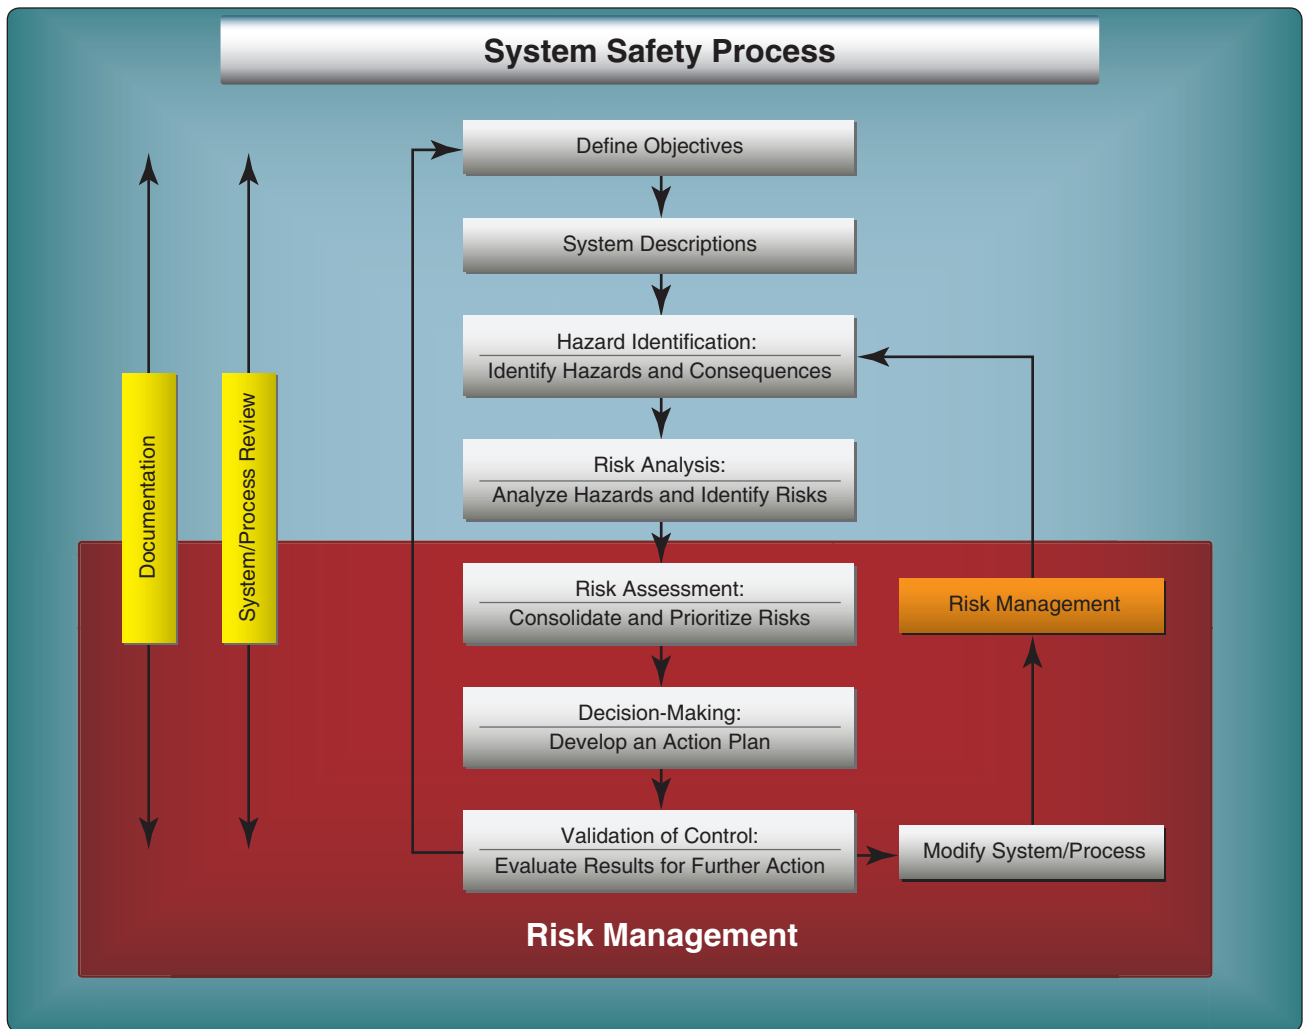 System Safety Process
Define Objectives
System Descriptions
Hazard Identification:
Identify Hazards and Consequences
Risk Analysis:
Analyze Hazards and Identify Risks
Documentation
System/Process Review
Risk Assessment:
Consolidate and Prioritize Risks
Risk Management
Decision-Making:
Develop an Action Plan
Validation of Control:
Evaluate Results for Further Action
Modify System/Process
Risk Management